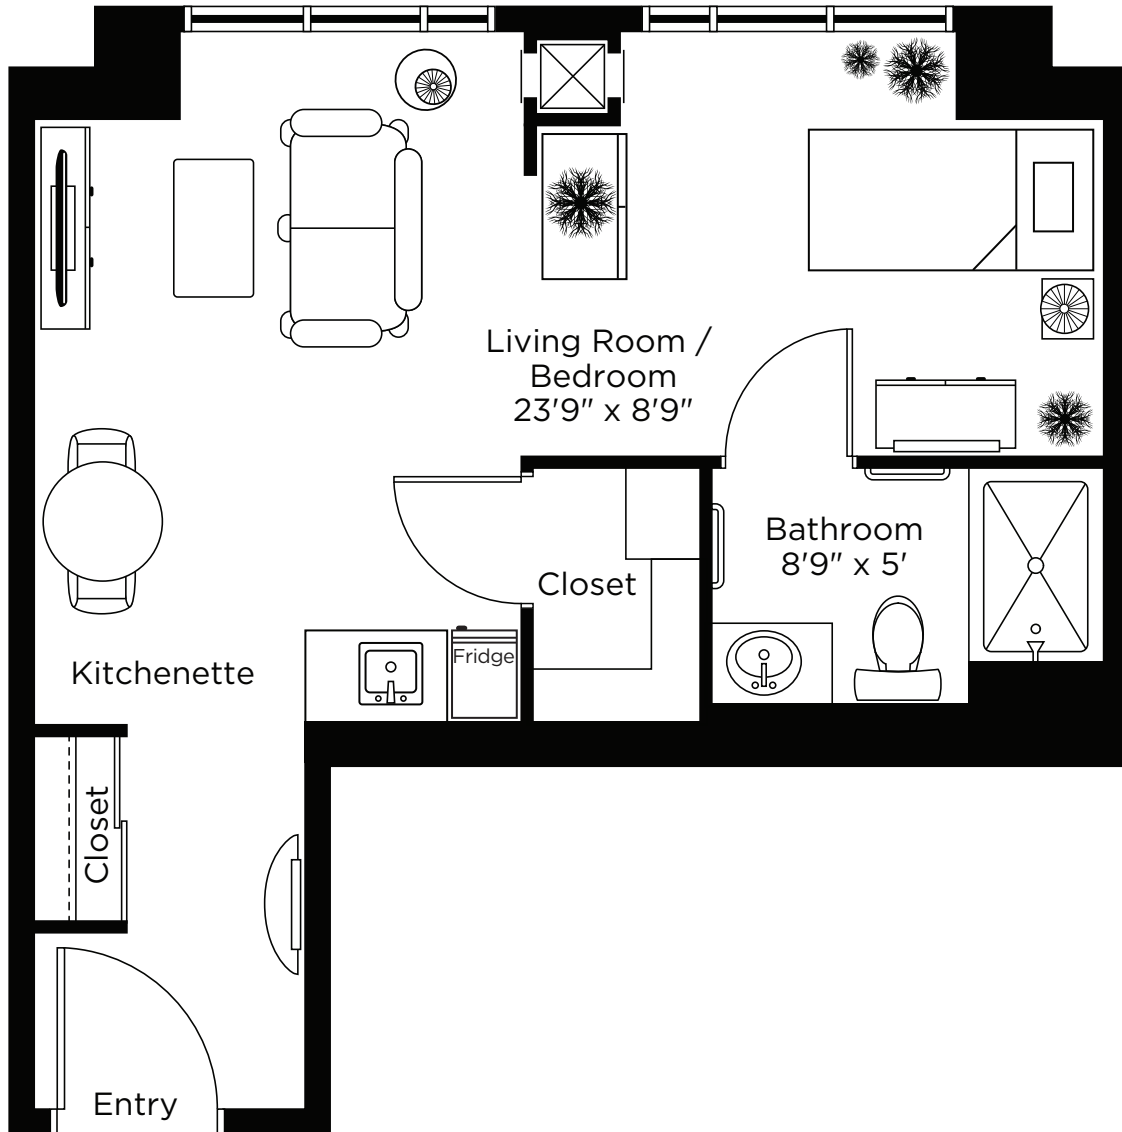 Living Room /
Bedroom
23'9" x 8'9"
Bathroom
8'9" x 5'
Closet
Fridge
Kitchenette
Closet
Entry